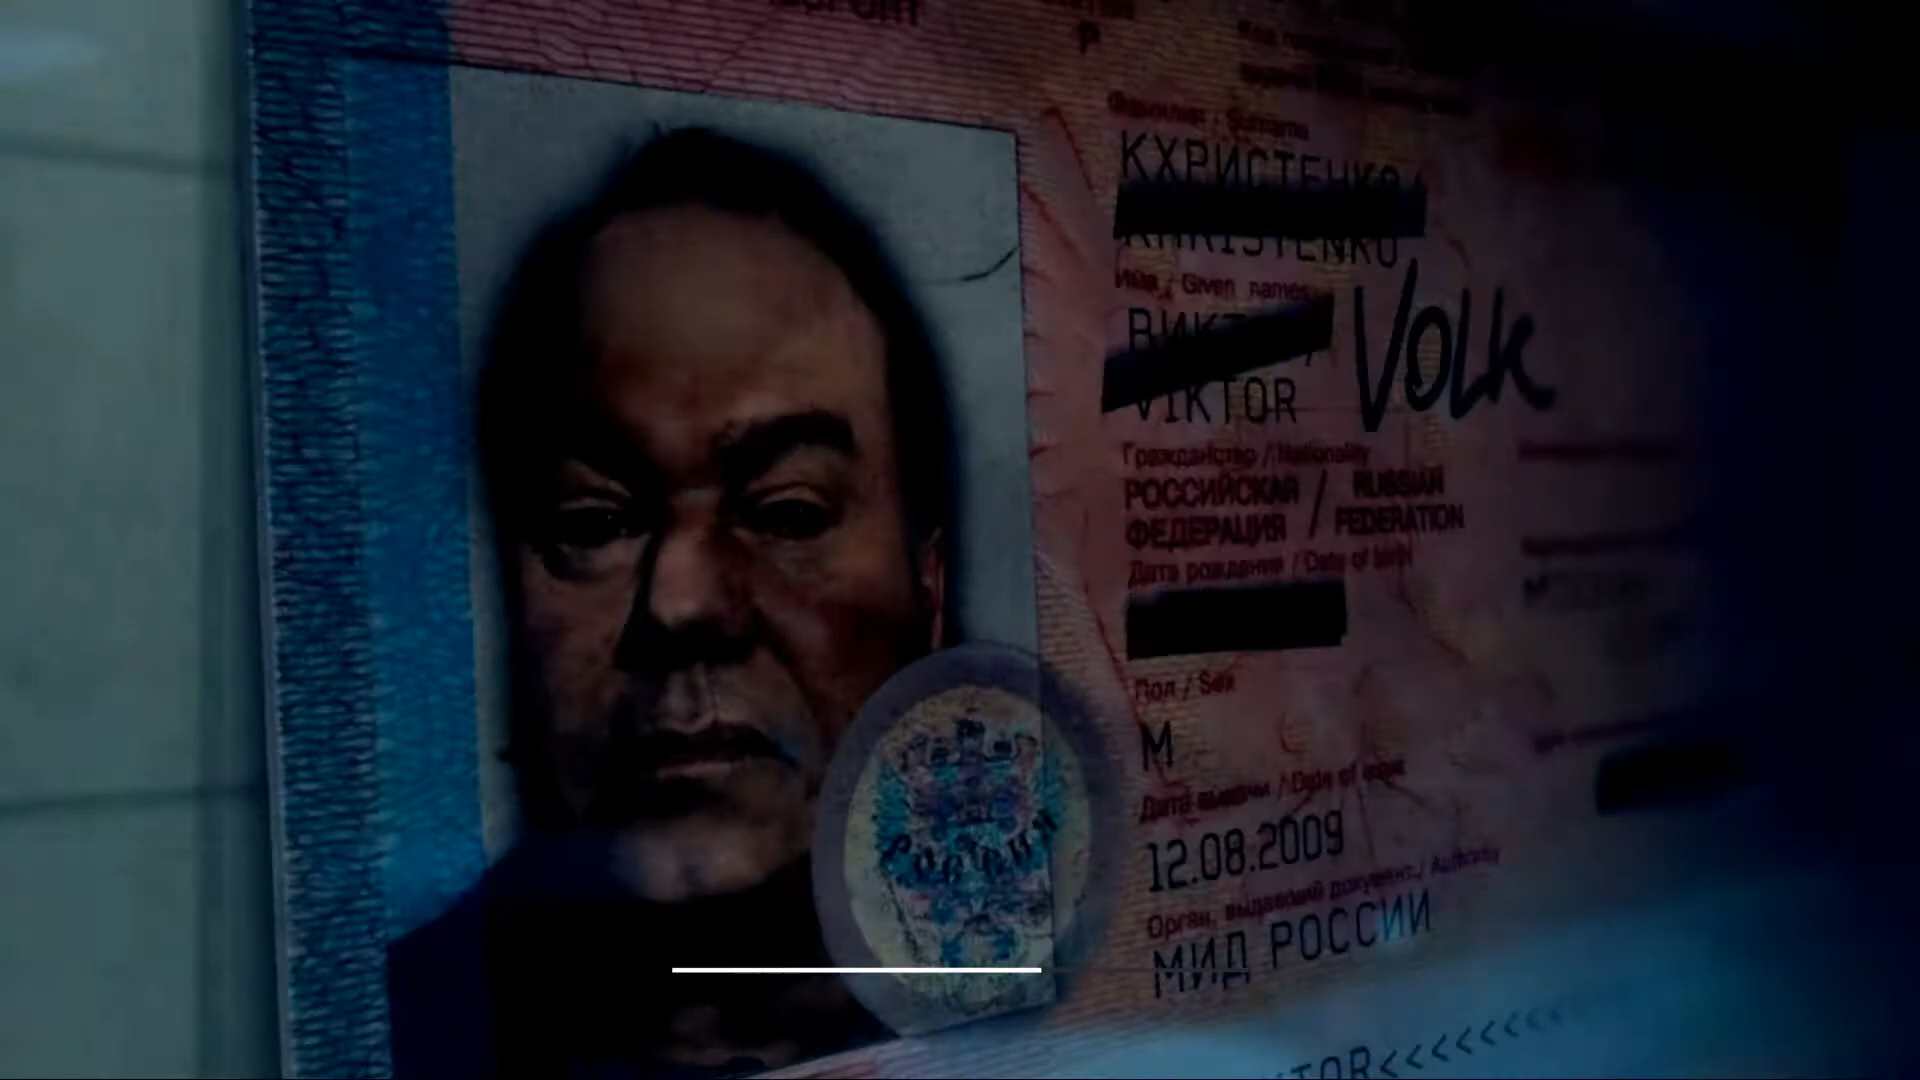 P
Фамилия / Surname
КХРИСТЕНКО
KHRISTENKO
Имя / Given names
VIKTOR
VOLK
Гражданство / Nationality
РОССИЙСКАЯ / RUSSIAN
ФЕДЕРАЦИЯ FEDERATION
Дата рождения / Date of birth
Пол / Sex
M
Дата выдачи / Date of issue
12.08.2009
Орган, выдавший документ / Authority
МИД РОССИИ
РОССИЯ